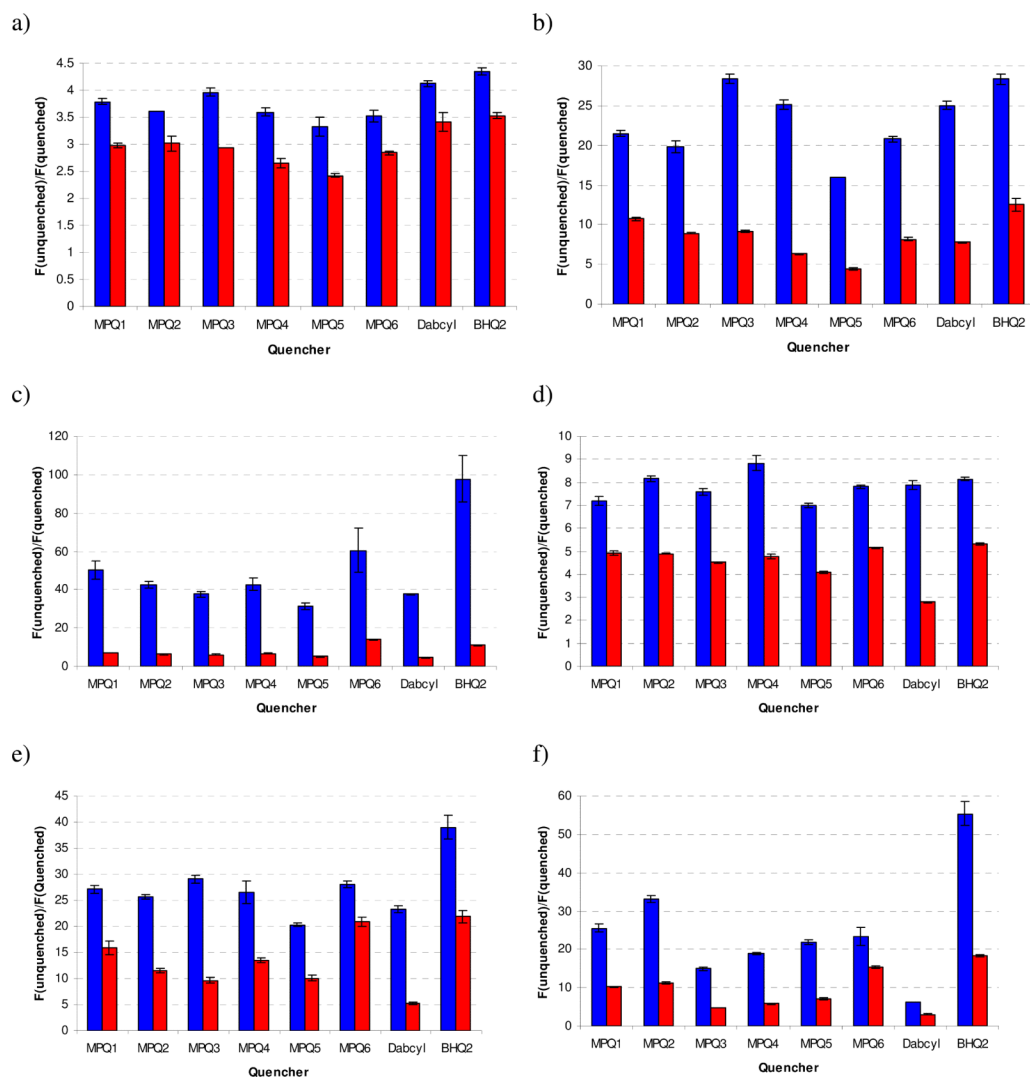 a)
F(unquenched)/F(quenched)
4.5
4
3.5
3
2.5
2
1.5
1
0.5
0
MPQ1 MPQ2 MPQ3 MPQ4 MPQ5 MPQ6 Dabcyl BHQ2
Quencher
b)
F(unquenched)/F(quenched)
30
25
20
15
10
5
0
MPQ1 MPQ2 MPQ3 MPQ4 MPQ5 MPQ6 Dabcyl BHQ2
Quencher
c)
F(unquenched)/F(quenched)
120
100
80
60
40
20
0
MPQ1 MPQ2 MPQ3 MPQ4 MPQ5 MPQ6 Dabcyl BHQ2
Quencher
d)
F(unquenched)/F(quenched)
10
9
8
7
6
5
4
3
2
1
0
MPQ1 MPQ2 MPQ3 MPQ4 MPQ5 MPQ6 Dabcyl BHQ2
Quencher
e)
F(unquenched)/F(Quenched)
45
40
35
30
25
20
15
10
5
0
MPQ1 MPQ2 MPQ3 MPQ4 MPQ5 MPQ6 Dabcyl BHQ2
Quencher
f)
F(unquenched)/F(quenched)
60
50
40
30
20
10
0
MPQ1 MPQ2 MPQ3 MPQ4 MPQ5 MPQ6 Dabcyl BHQ2
Quencher